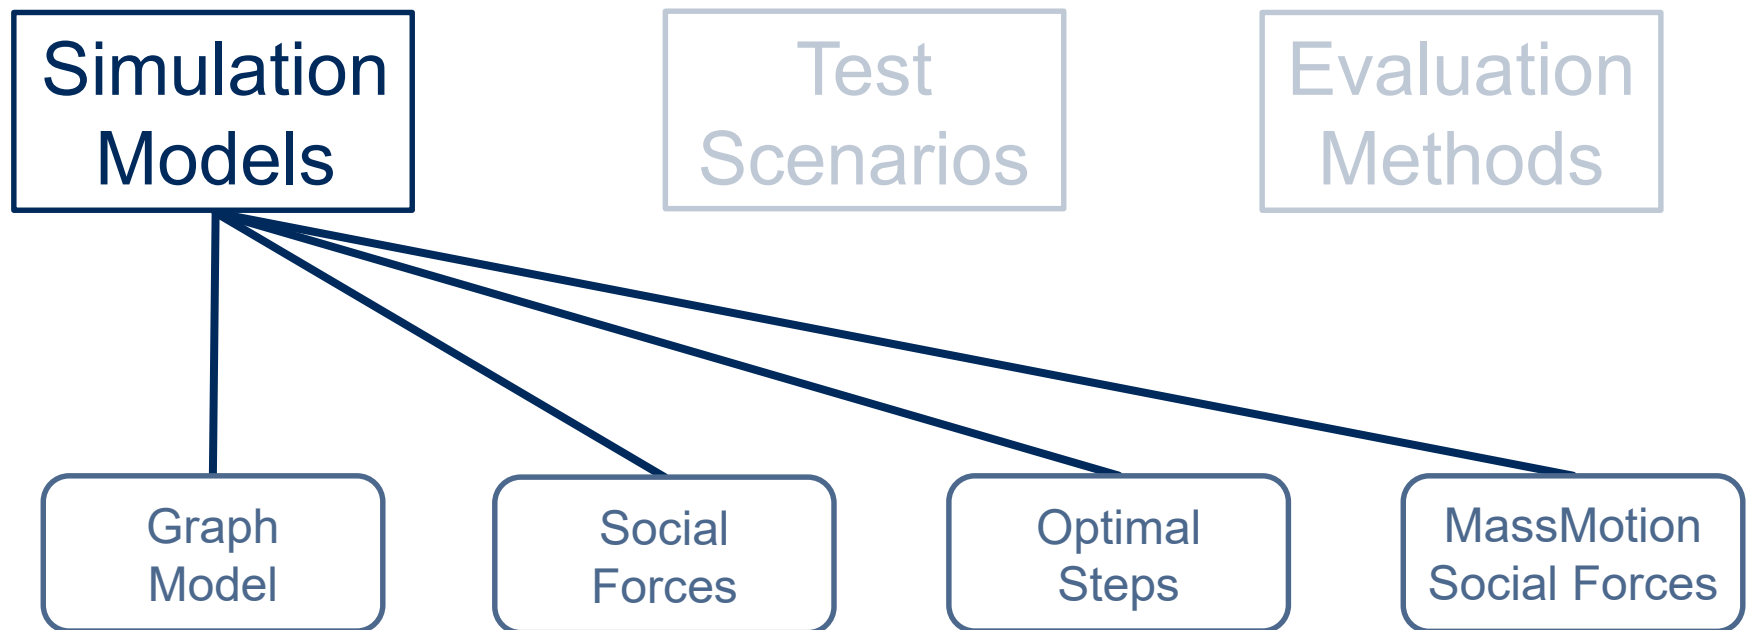 Simulation
Models
Test
Scenarios
Evaluation
Methods
Graph
Model
Social
Forces
Optimal
Steps
MassMotion
Social Forces